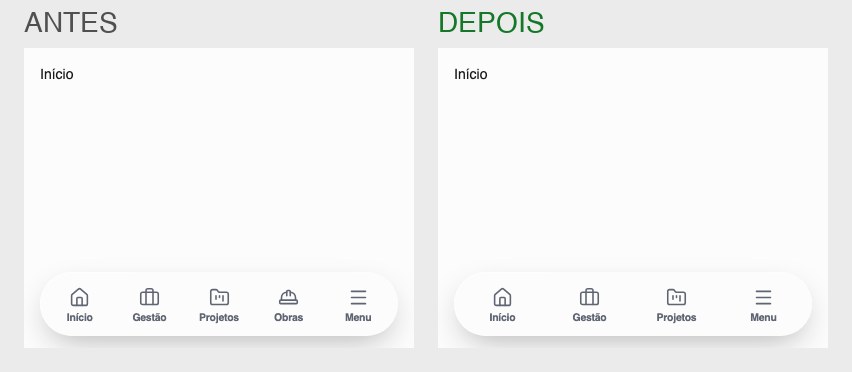 ANTES
DEPOIS
Início
Início
Início Gestão Projetos Obras Menu
Início Gestão Projetos Menu